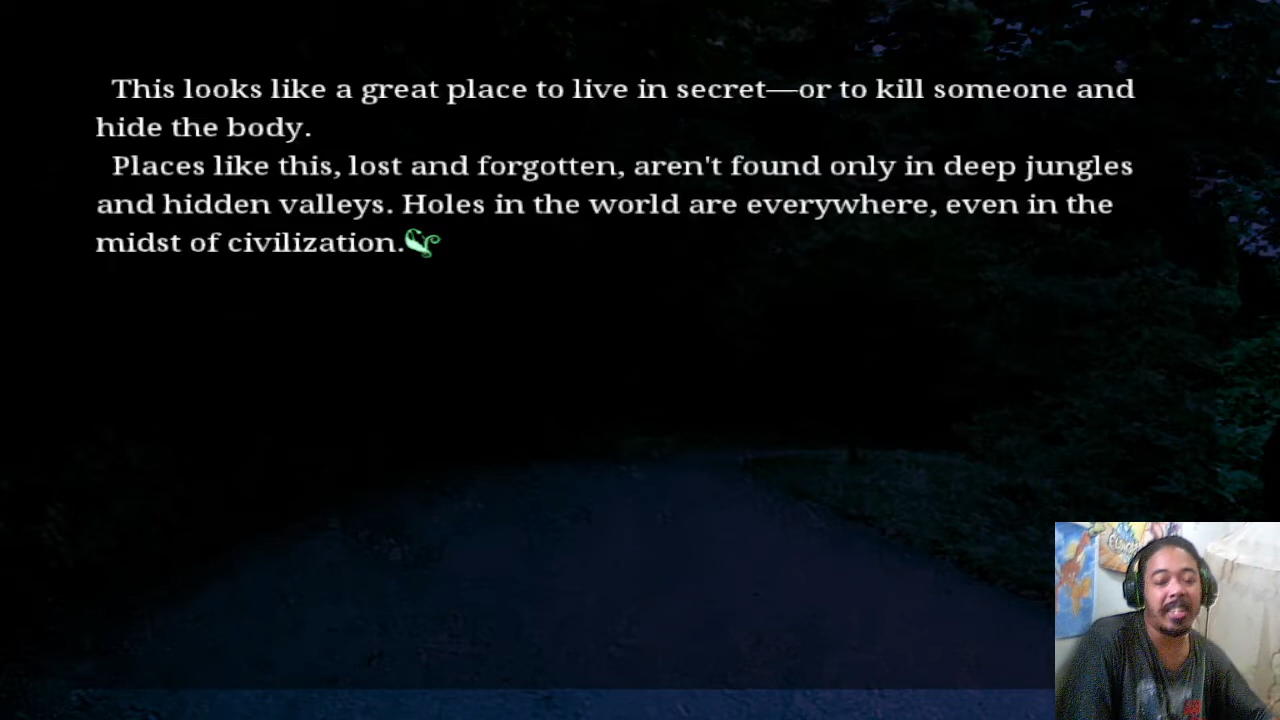 This looks like a great place to live in secret—or to kill someone and
hide the body.
Places like this, lost and forgotten, aren't found only in deep jungles
and hidden valleys. Holes in the world are everywhere, even in the
midst of civilization.